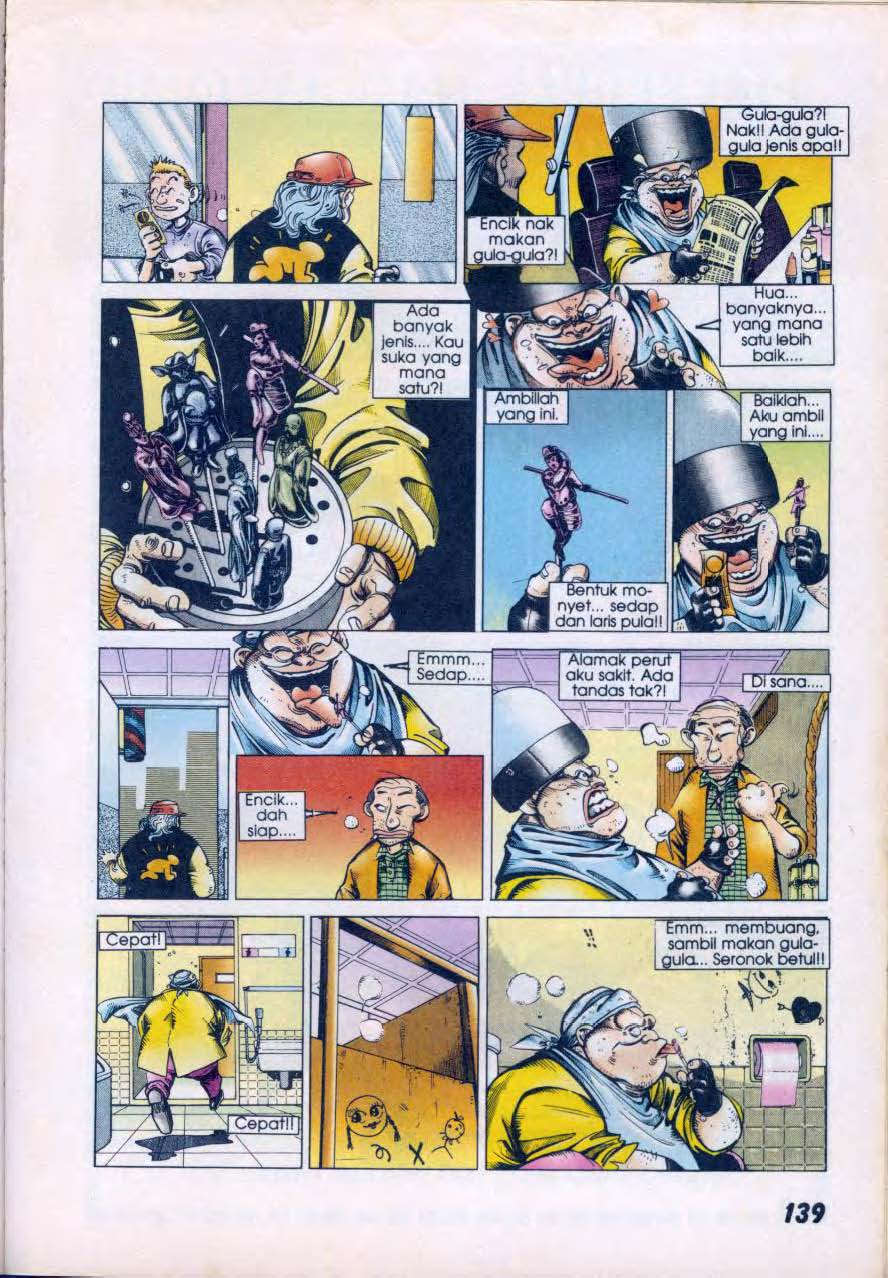 Gula-gula?!
Nak!! Ada gula-
gula jenis apa!!
Encik nak
makan
gula-gula?!
Ada
banyak
jenis.... Kau
suka yang
mana
satu?!
Hua...
banyaknya...
yang mana
satu lebih
baik....
Ambillah
yang ini.
Bentuk mo-
nyet... sedap
dan laris pula!!
Baiklah...
Aku ambil
yang ini....
Emmm...
Sedap....
Encik...
dah
siap....
Alamak perut
aku sakit. Ada
tandas tak?!
Di sana....
Cepat!
Cepat!!
Emm... membuang,
sambil makan gula-
gula... Seronok betul!!
139